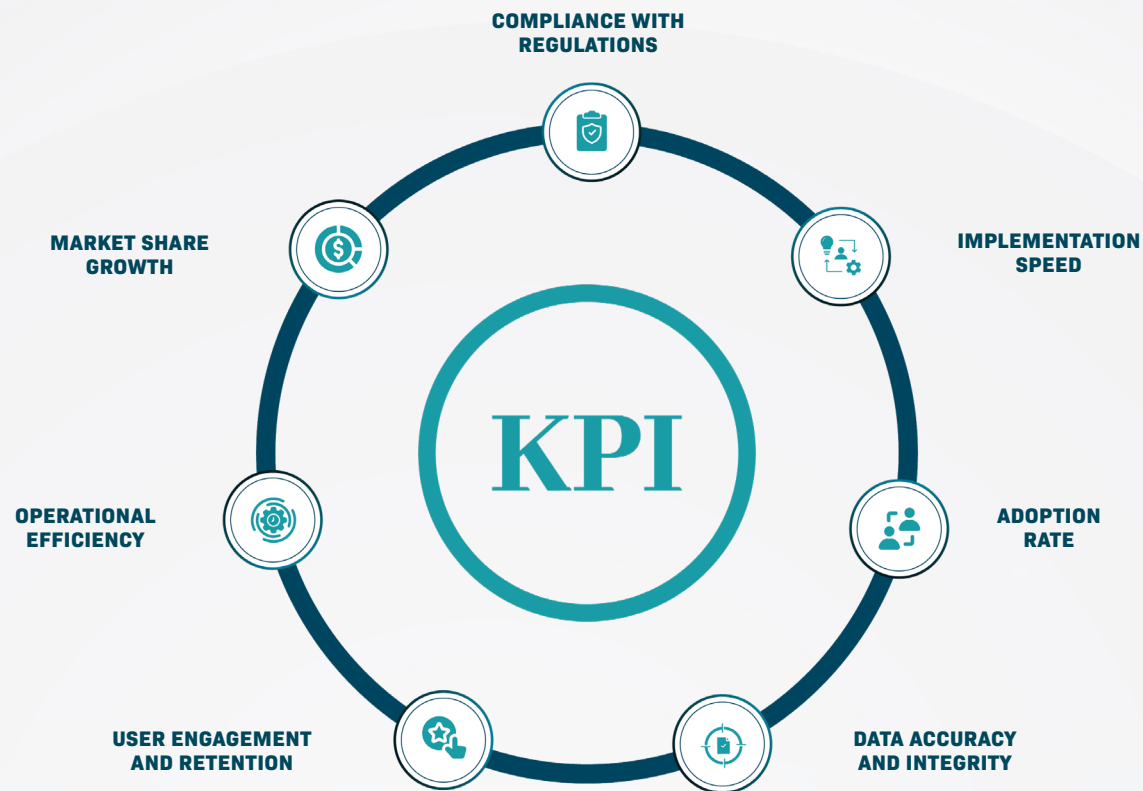 COMPLIANCE WITH
REGULATIONS
MARKET SHARE
GROWTH
IMPLEMENTATION
SPEED
KPI
OPERATIONAL
EFFICIENCY
ADOPTION
RATE
USER ENGAGEMENT
AND RETENTION
DATA ACCURACY
AND INTEGRITY